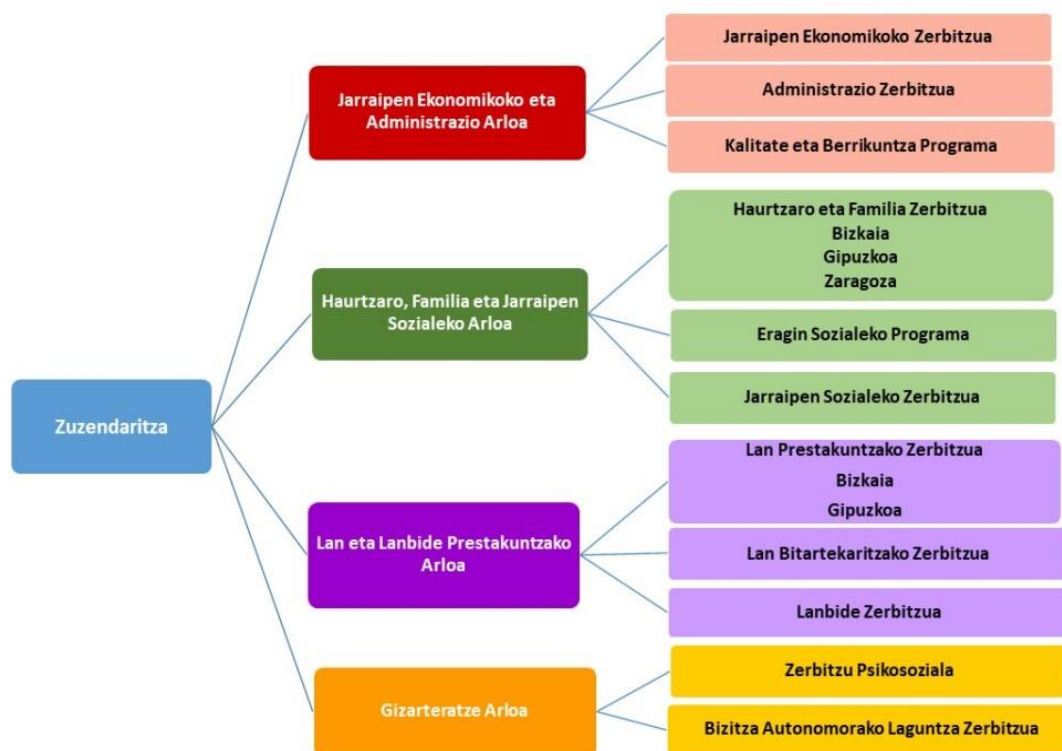 Zuzendaritza
Jarraipen Ekonomikoko eta
Administrazio Arloa
Jarraipen Ekonomikoko Zerbitzua
Administrazio Zerbitzua
Kalitate eta Berrikuntza Programa
Haurtzaro, Familia eta Jarraipen
Sozialeko Arloa
Haurtzaro eta Familia Zerbitzua
Bizkaia
Gipuzkoa
Zaragoza
Eragin Sozialeko Programa
Jarraipen Sozialeko Zerbitzua
Lan eta Lanbide Prestakuntzako
Arloa
Lan Prestakuntzako Zerbitzua
Bizkaia
Gipuzkoa
Lan Bitartekaritzako Zerbitzua
Lanbide Zerbitzua
Gizarteratze Arloa
Zerbitzu Psikosoziala
Bizitza Autonomorako Laguntza Zerbitzua